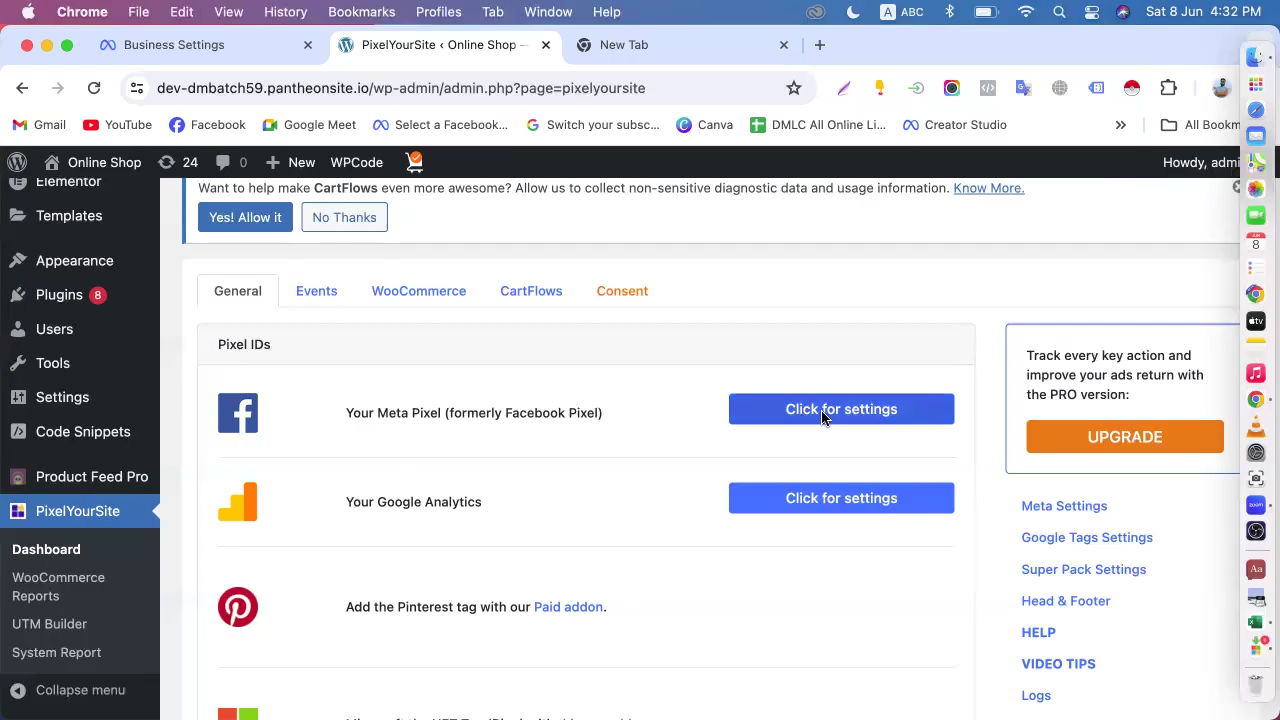 Chrome File Edit View History Bookmarks Profiles Tab Window Help A ABC Sat 8 Jun 4:32 PM
Business Settings PixelYourSite ‹ Online Shop – New Tab
dev-dmbatch59.pantheonsite.io/wp-admin/admin.php?page=pixelyoursite
Gmail YouTube Facebook Google Meet Select a Facebook... Switch your subsc... Canva DMLC All Online Li... Creator Studio » All Bookm
Online Shop 24 0 New WPCode Howdy, admi
Elementor
Templates
Appearance
Plugins 8
Users
Tools
Settings
Code Snippets
Product Feed Pro
PixelYourSite
Dashboard
WooCommerce
Reports
UTM Builder
System Report
Collapse menu
Want to help make CartFlows even more awesome? Allow us to collect non-sensitive diagnostic data and usage information. Know More.
Yes! Allow it No Thanks
General Events WooCommerce CartFlows Consent
Pixel IDs
Your Meta Pixel (formerly Facebook Pixel) Click for settings
Your Google Analytics Click for settings
Add the Pinterest tag with our Paid addon.
Track every key action and
improve your ads return with
the PRO version:
UPGRADE
Meta Settings
Google Tags Settings
Super Pack Settings
Head & Footer
HELP
VIDEO TIPS
Logs
8
tv
zoom
Aa